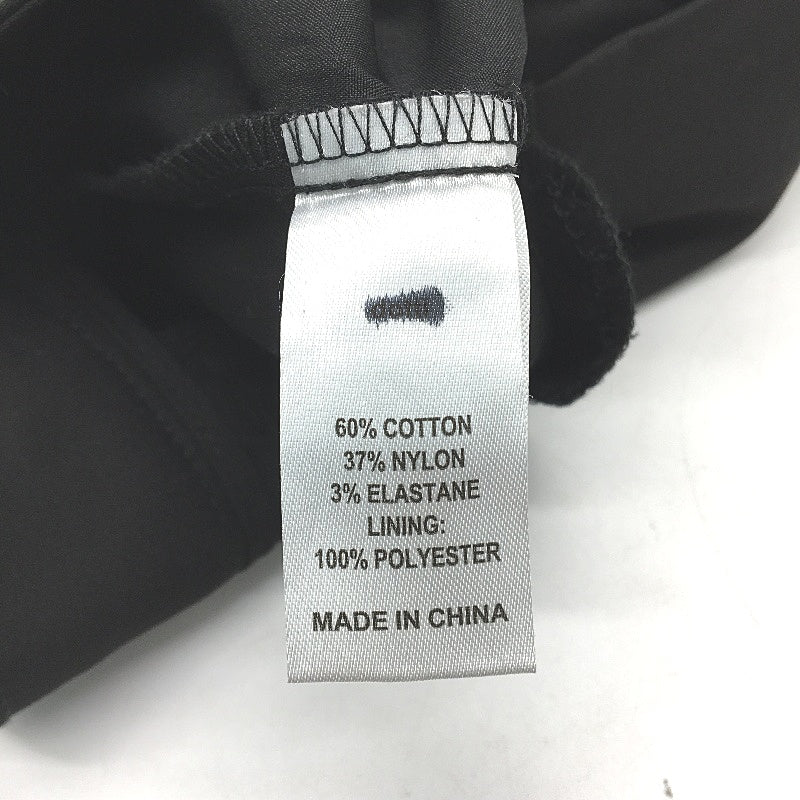 60% COTTON
37% NYLON
3% ELASTANE
LINING:
100% POLYESTER
MADE IN CHINA